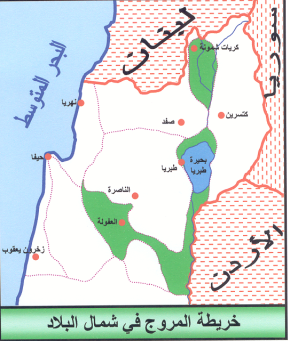 لبنان
سوريا
البحر المتوسط
كريات شمونة
نهريا
صفد
كتسرين
حيفا
طبريا
بحيرة
طبريا
الناصرة
العفولة
زخرون يعقوب
الأردن
خريطة المروج في شمال البلاد